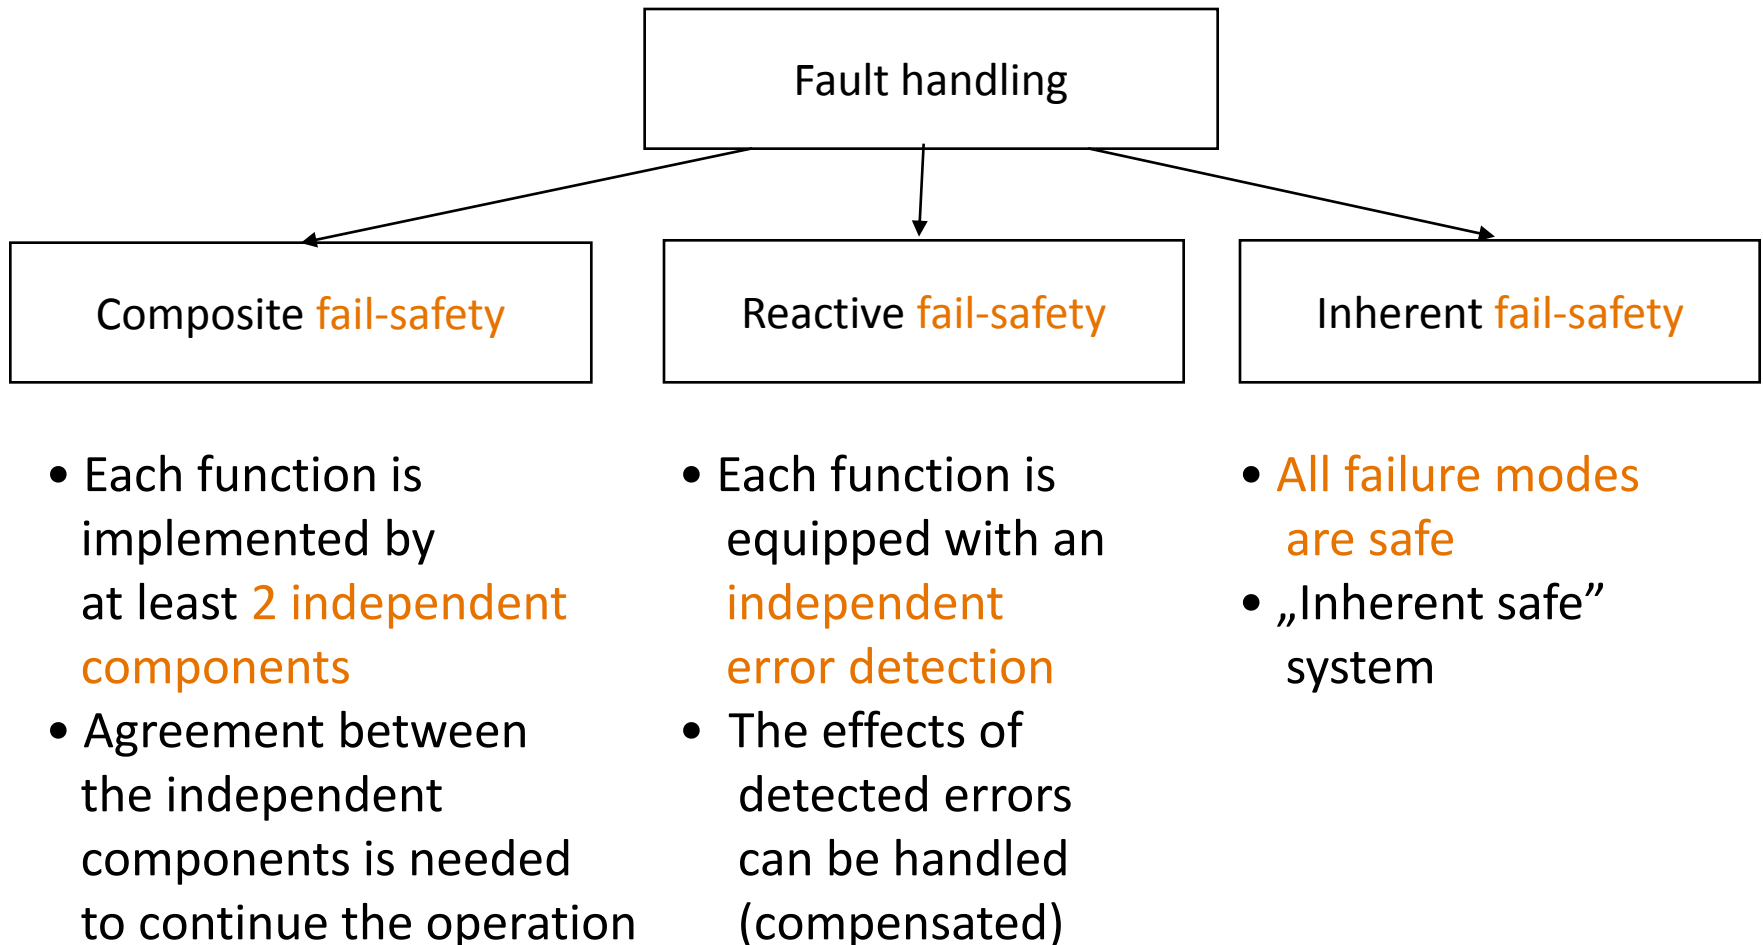 Fault handling
Composite fail-safety
Reactive fail-safety
Inherent fail-safety
• Each function is
implemented by
at least 2 independent
components
• Agreement between
the independent
components is needed
to continue the operation
• Each function is
equipped with an
independent
error detection
• The effects of
detected errors
can be handled
(compensated)
• All failure modes
are safe
• „Inherent safe”
system